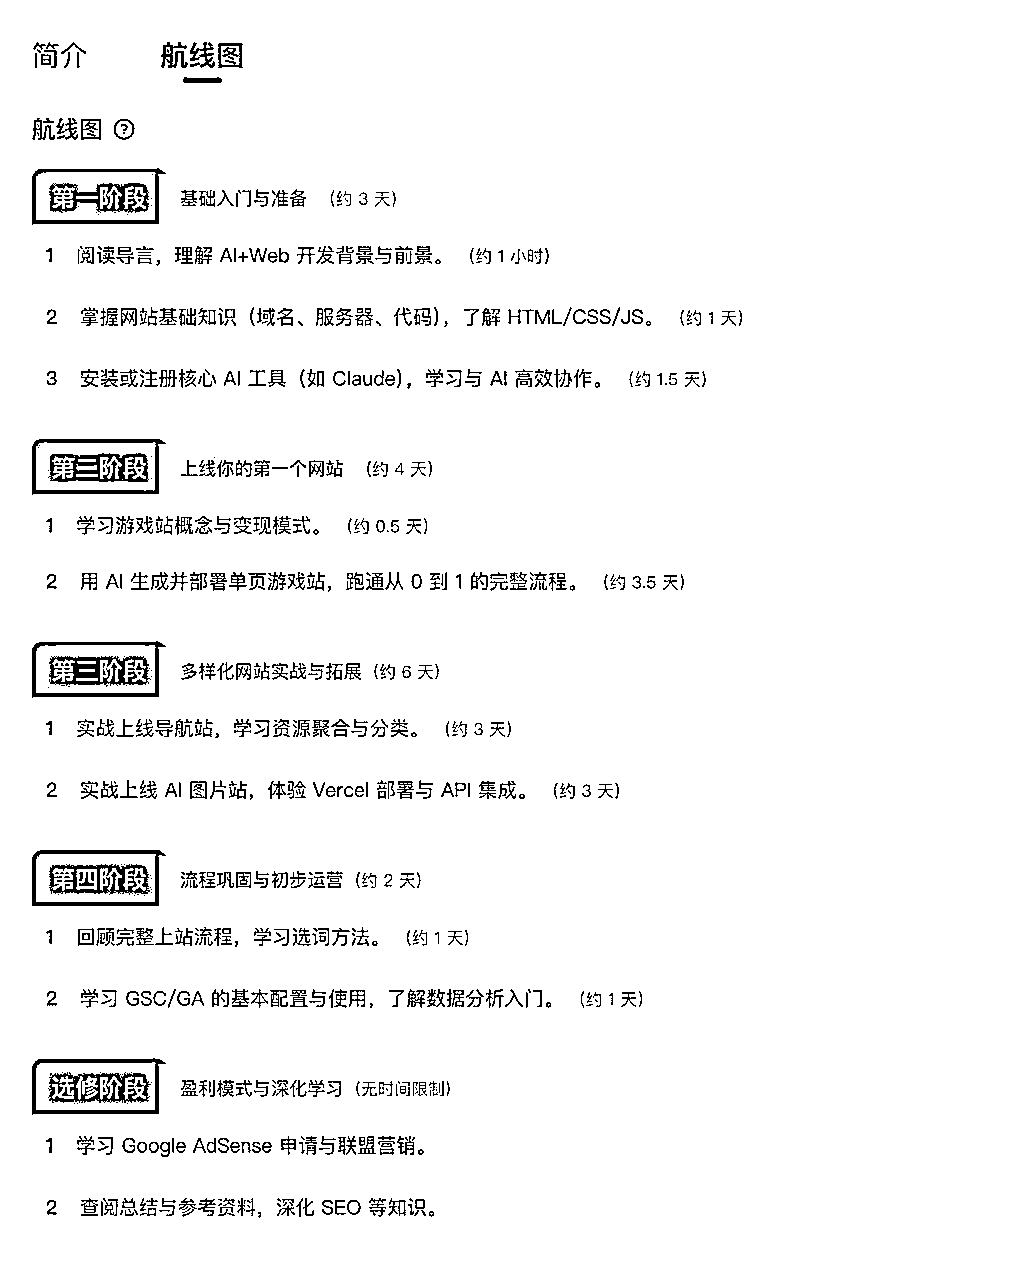 简介 航线图
航线图 ?
第一阶段 基础入门与准备 (约 3 天)
1 阅读导言，理解 AI+Web 开发背景与前景。 (约 1 小时)
2 掌握网站基础知识（域名、服务器、代码），了解 HTML/CSS/JS。 (约 1 天)
3 安装或注册核心 AI 工具（如 Claude），学习与 AI 高效协作。 (约 1.5 天)
第二阶段 上线你的第一个网站 (约 4 天)
1 学习游戏站概念与变现模式。 (约 0.5 天)
2 用 AI 生成并部署单页游戏站，跑通从 0 到 1 的完整流程。 (约 3.5 天)
第三阶段 多样化网站实战与拓展 (约 6 天)
1 实战上线导航站，学习资源聚合与分类。 (约 3 天)
2 实战上线 AI 图片站，体验 Vercel 部署与 API 集成。 (约 3 天)
第四阶段 流程巩固与初步运营 (约 2 天)
1 回顾完整上站流程，学习选词方法。 (约 1 天)
2 学习 GSC/GA 的基本配置与使用，了解数据分析入门。 (约 1 天)
选修阶段 盈利模式与深化学习 (无时间限制)
1 学习 Google AdSense 申请与联盟营销。
2 查阅总结与参考资料，深化 SEO 等知识。